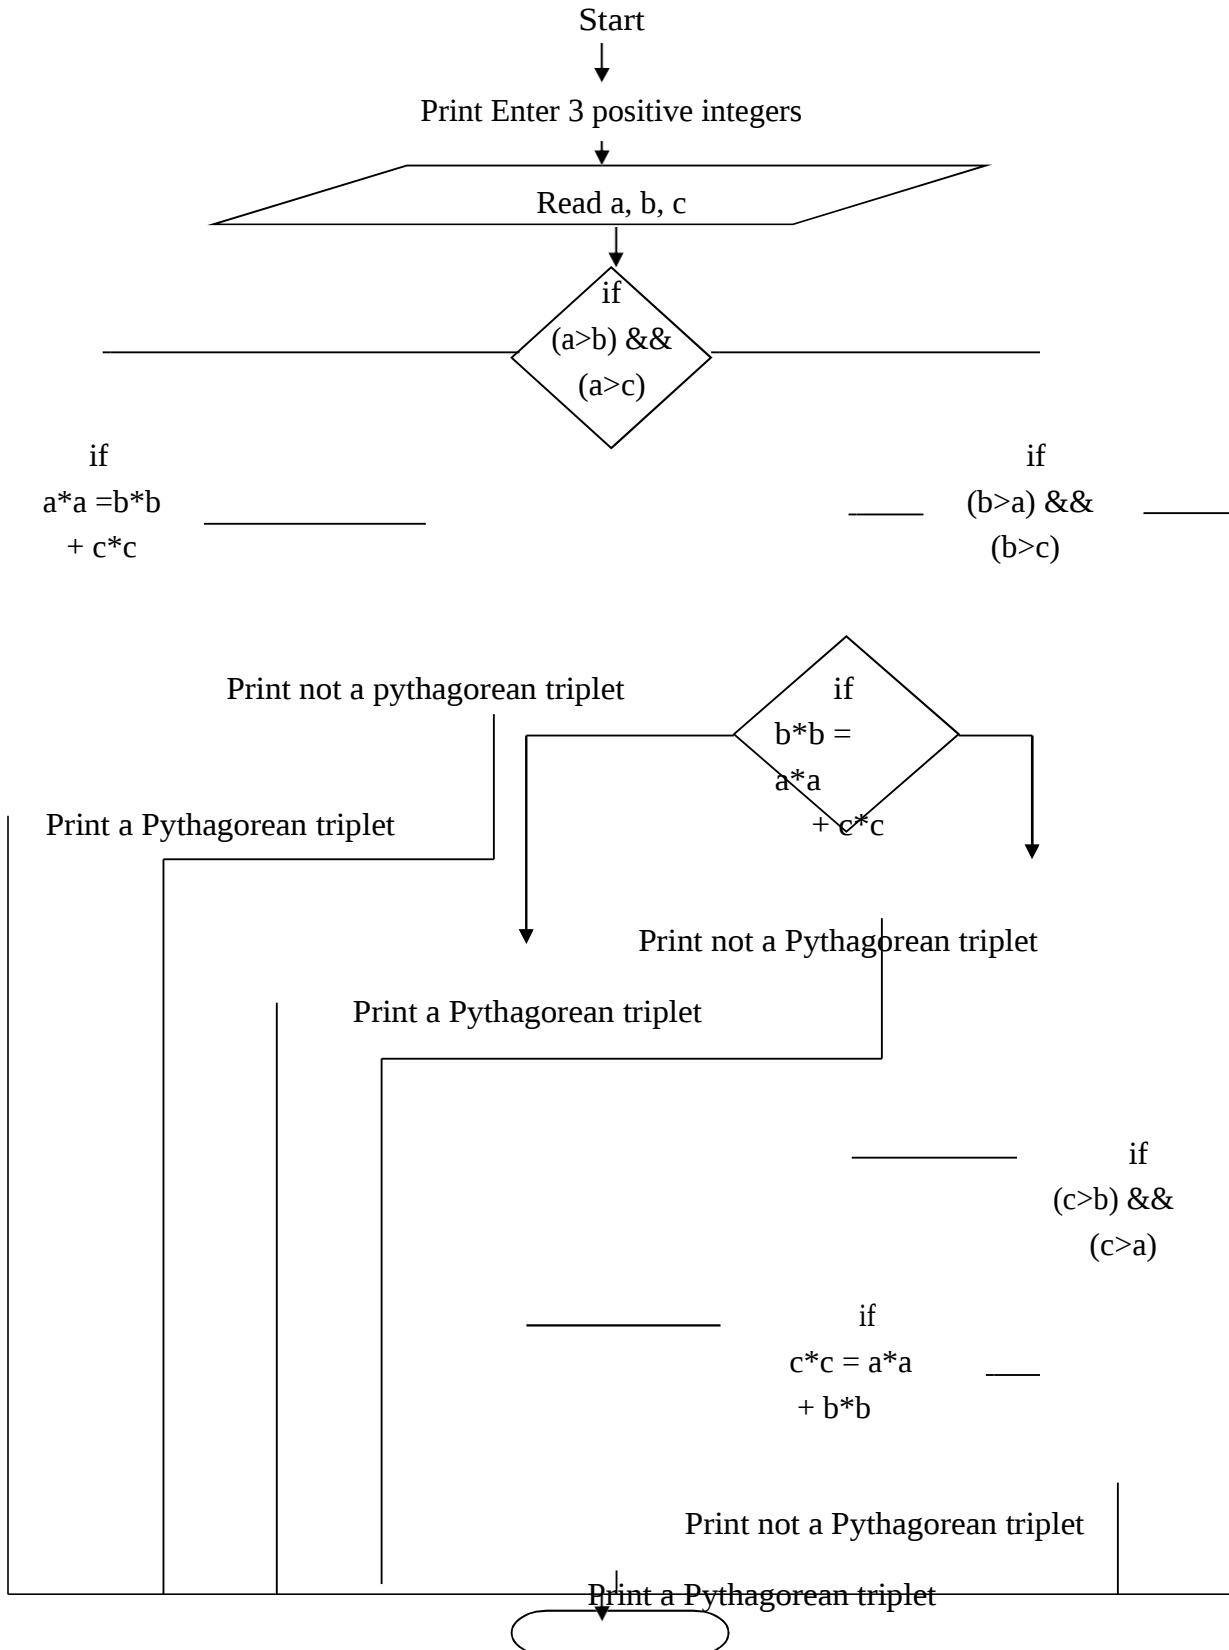 Start
Print Enter 3 positive integers
Read a, b, c
if
(a>b) &&
(a>c)
if
a*a =b*b
+ c*c
if
(b>a) &&
(b>c)
Print not a pythagorean triplet
if
b*b =
a*a
+ c*c
Print a Pythagorean triplet
Print not a Pythagorean triplet
Print a Pythagorean triplet
if
(c>b) &&
(c>a)
if
c*c = a*a
+ b*b
Print not a Pythagorean triplet
Print a Pythagorean triplet